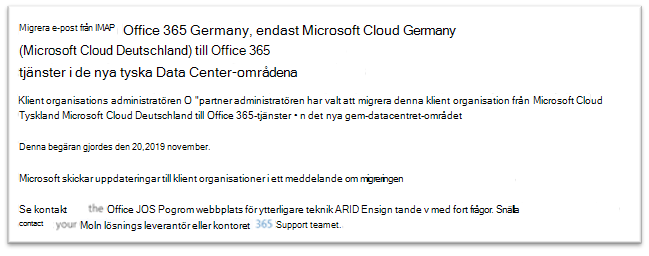 Migrera e-post från IMAP Office 365 Germany, endast Microsoft Cloud Germany
(Microsoft Cloud Deutschland) till Office 365
tjänster i de nya tyska Data Center-områdena
Klient organisations administratören O "partner administratören har valt att migrera denna klient organisation från Microsoft Cloud
Tyskland Microsoft Cloud Deutschland till Office 365-tjänster • n det nya gem-datacentret-området
Denna begäran gjordes den 20,2019 november.
Microsoft skickar uppdateringar till klient organisationer i ett meddelande om migreringen
Se kontakt the Office JOS Pogrom webbplats för ytterligare teknik ARID Ensign tande v med fort frågor. Snälla
contact your Moln lösnings leverantör eller kontoret 365 Support teamet.